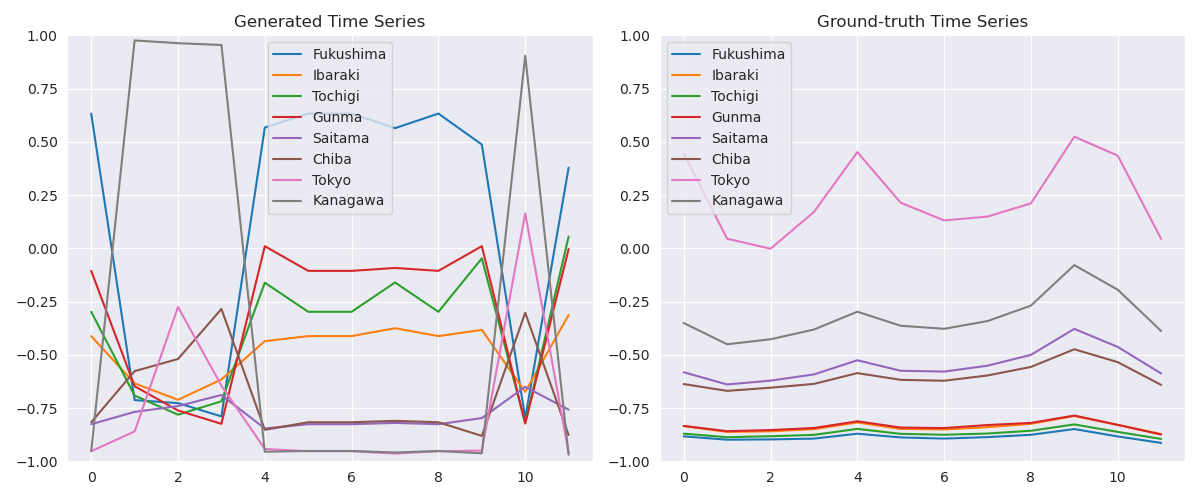 Generated Time Series
1.00
0.75
0.50
0.25
0.00
−0.25
−0.50
−0.75
−1.00
0 2 4 6 8 10
Fukushima
Ibaraki
Tochigi
Gunma
Saitama
Chiba
Tokyo
Kanagawa
Ground-truth Time Series
1.00
0.75
0.50
0.25
0.00
−0.25
−0.50
−0.75
−1.00
0 2 4 6 8 10
Fukushima
Ibaraki
Tochigi
Gunma
Saitama
Chiba
Tokyo
Kanagawa